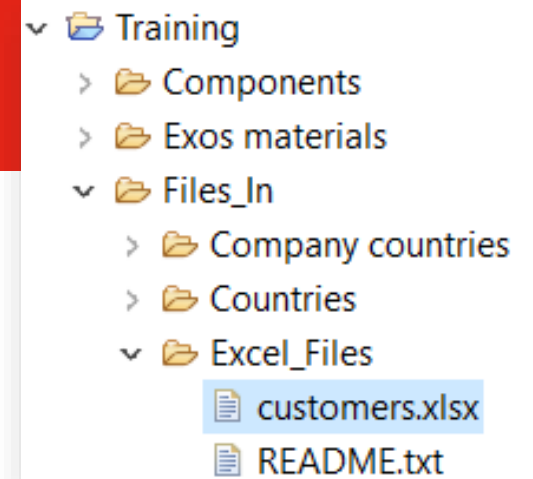 Training
Components
Exos materials
Files_In
Company countries
Countries
Excel_Files
customers.xlsx
README.txt